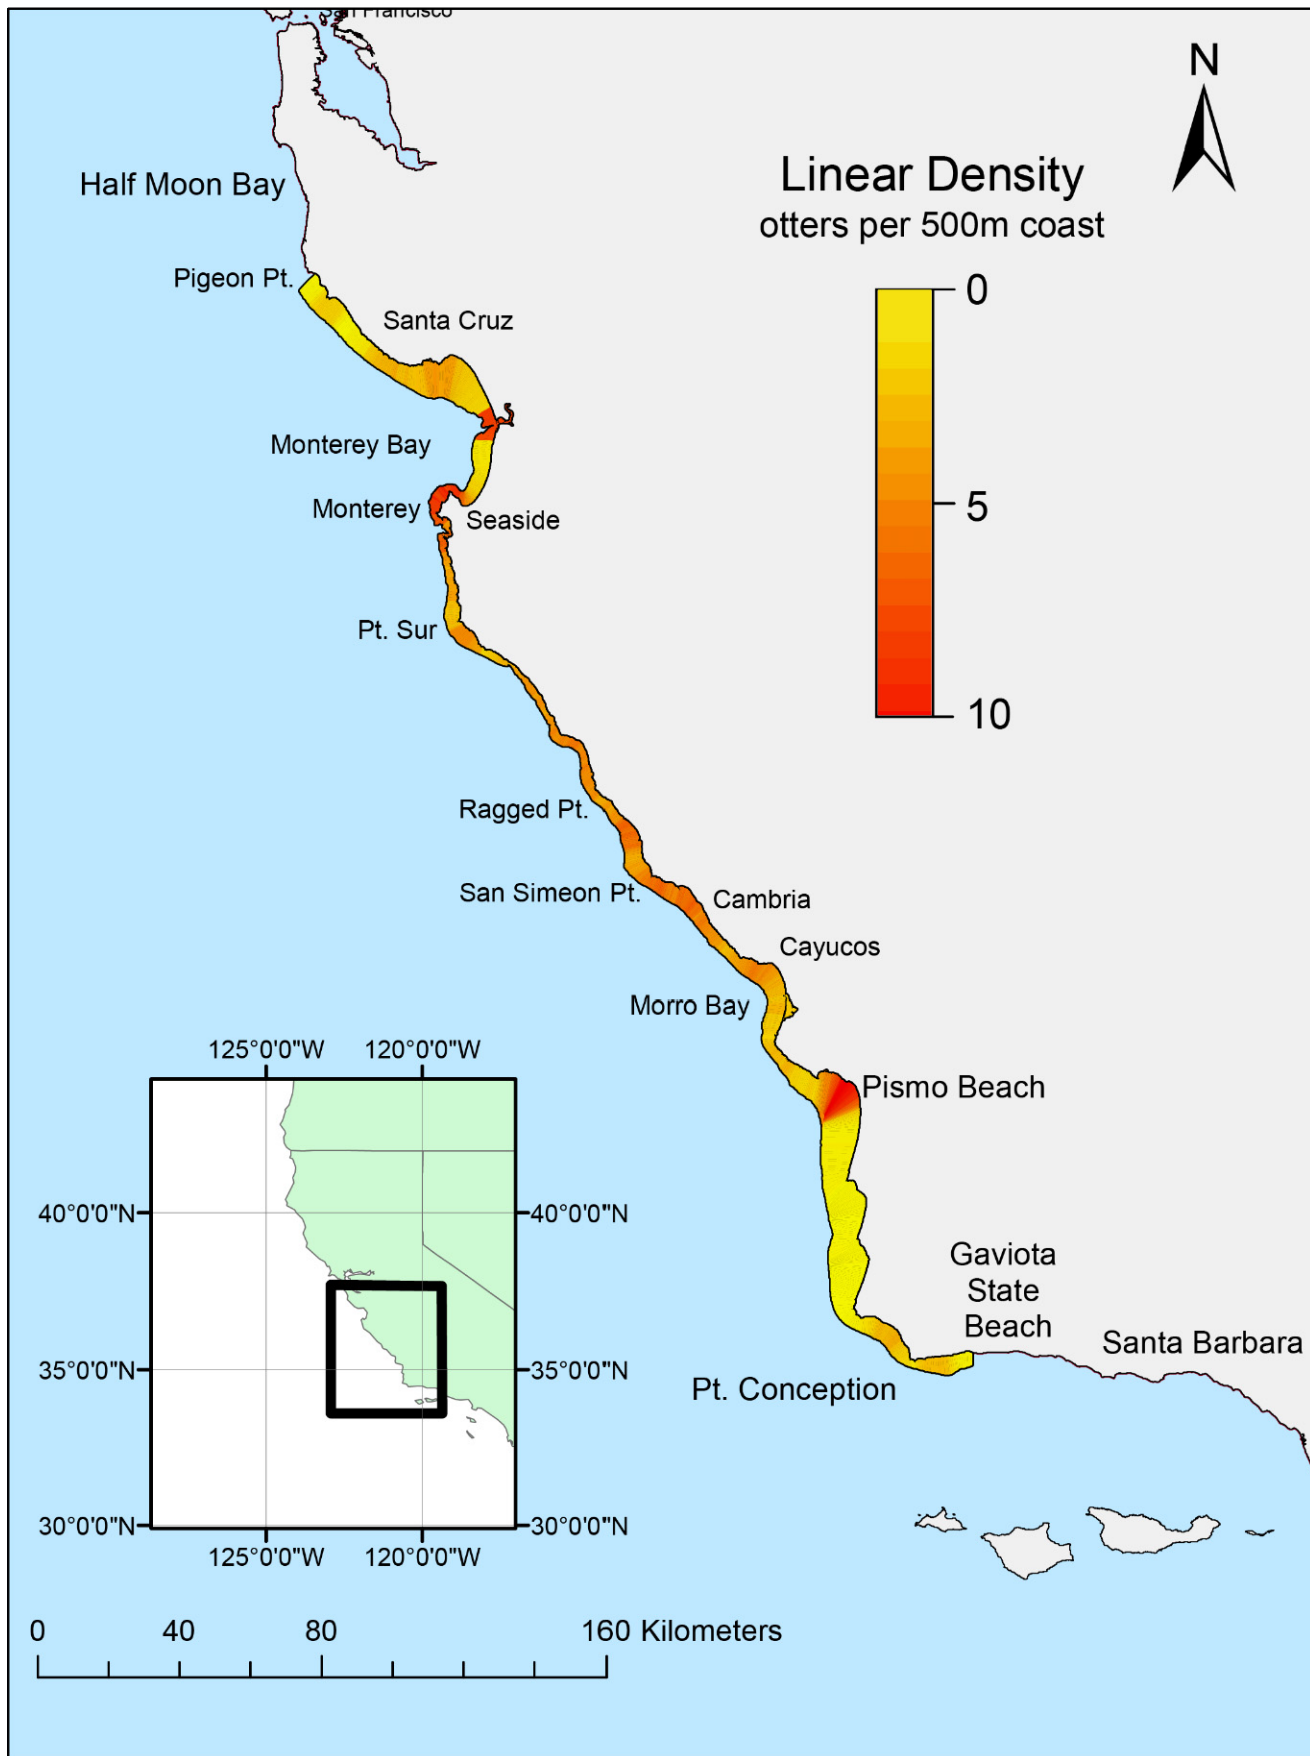 San Francisco
N
Half Moon Bay
Linear Density
otters per 500m coast
Pigeon Pt.
0
Santa Cruz
Monterey Bay
Monterey
Seaside
5
Pt. Sur
10
Ragged Pt.
San Simeon Pt.
Cambria
Cayucos
Morro Bay
Pismo Beach
125°0'0"W 120°0'0"W
40°0'0"N 40°0'0"N
35°0'0"N 35°0'0"N
30°0'0"N 30°0'0"N
125°0'0"W 120°0'0"W
Gaviota
State
Beach
Santa Barbara
Pt. Conception
0 40 80 160 Kilometers